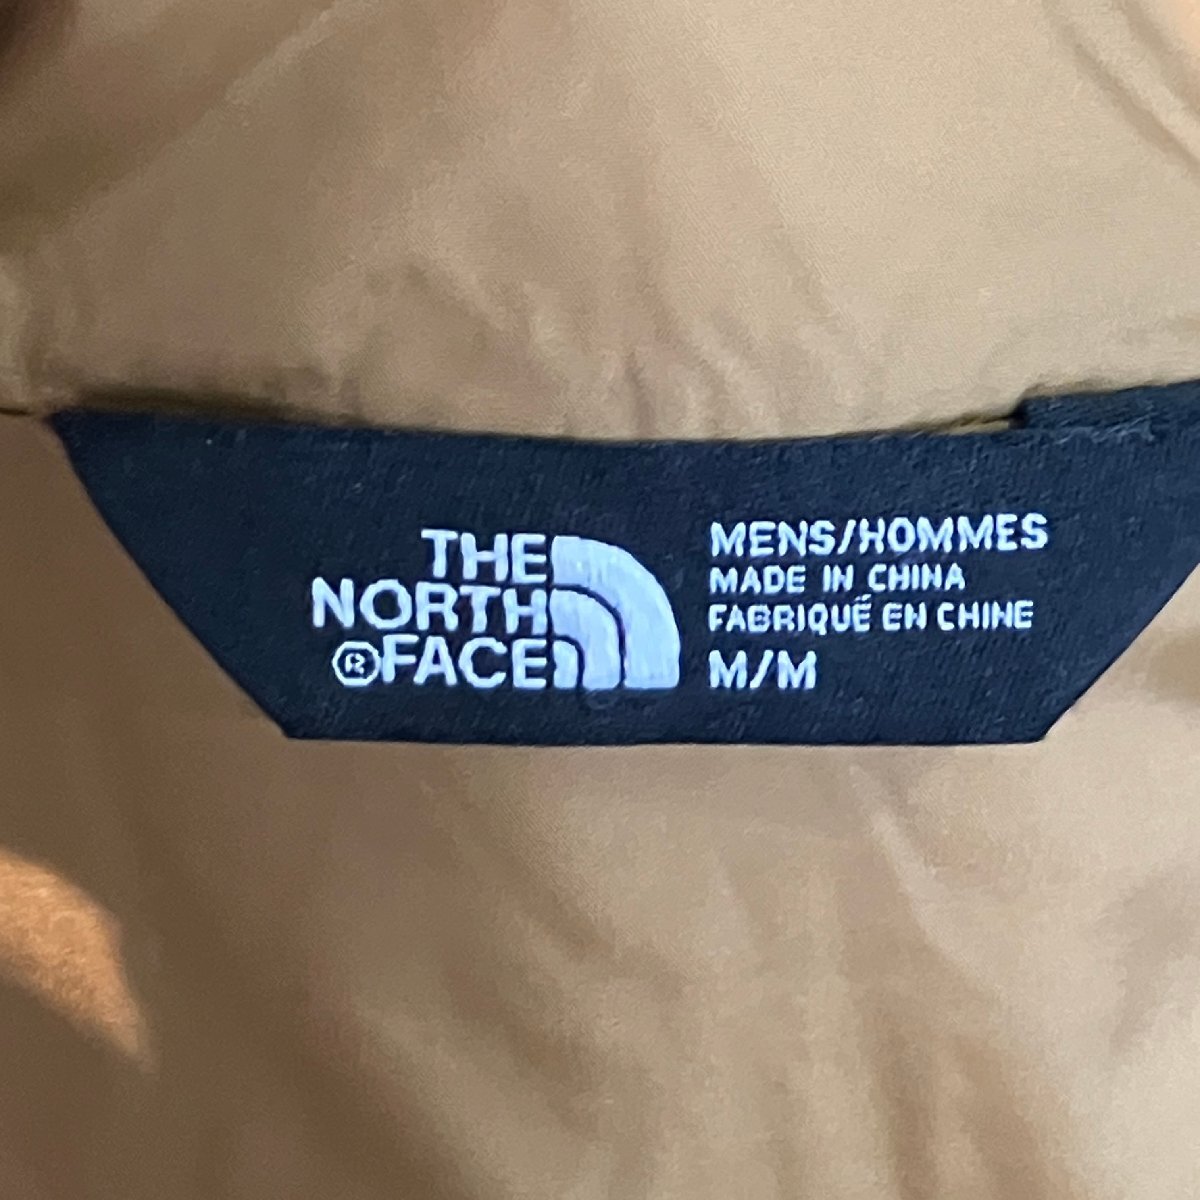 THE
NORTH
®FACE
MENS/HOMMES
MADE IN CHINA
FABRIQUÉ EN CHINE
M/M